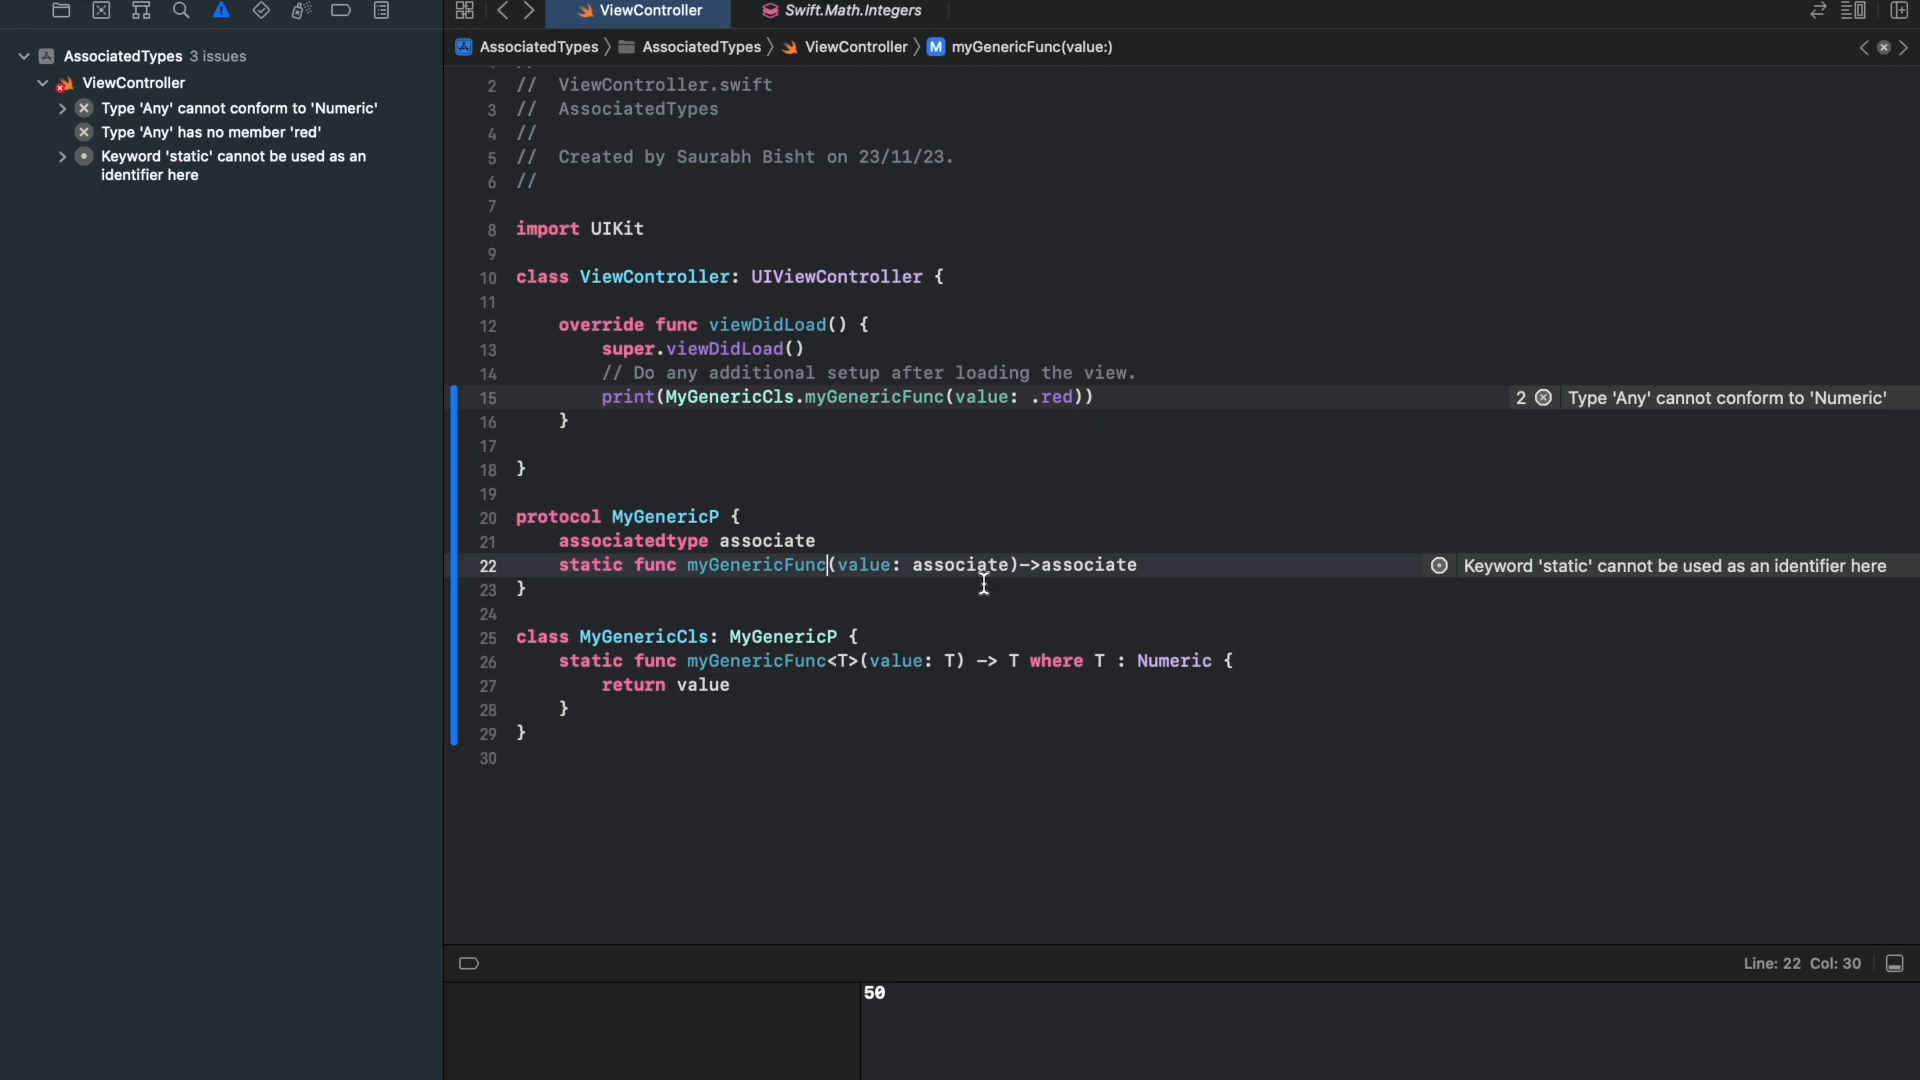 ViewController
Swift.Math.Integers
AssociatedTypes 3 issues
ViewController
Type 'Any' cannot conform to 'Numeric'
Type 'Any' has no member 'red'
Keyword 'static' cannot be used as an
identifier here
AssociatedTypes
AssociatedTypes
ViewController
M
myGenericFunc(value:)
2 // ViewController.swift
3 // AssociatedTypes
4 //
5 // Created by Saurabh Bisht on 23/11/23.
6 //
7
8 import UIKit
9
10 class ViewController: UIViewController {
11
12 override func viewDidLoad() {
13 super.viewDidLoad()
14 // Do any additional setup after loading the view.
15 print(MyGenericCls.myGenericFunc(value: .red)) 2 Type 'Any' cannot conform to 'Numeric'
16 }
17
18 }
19
20 protocol MyGenericP {
21 associatedtype associate
22 static func myGenericFunc(value: associate)->associate Keyword 'static' cannot be used as an identifier here
23 }
24
25 class MyGenericCls: MyGenericP {
26 static func myGenericFunc<T>(value: T) -> T where T : Numeric {
27 return value
28 }
29 }
30
Line: 22 Col: 30
50